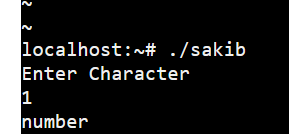 ~
~
localhost:~# ./sakib
Enter Character
1
number